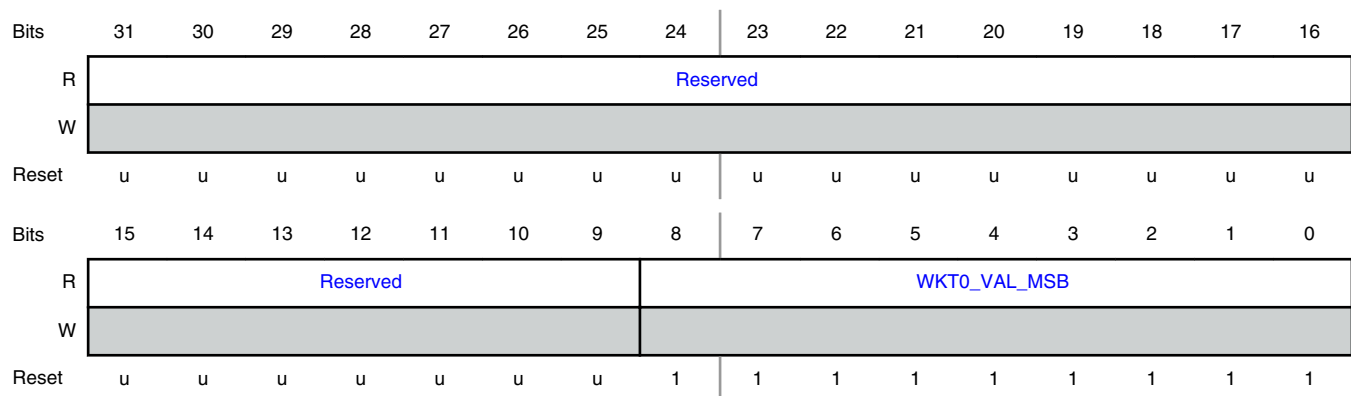 Bits 31 30 29 28 27 26 25 24 23 22 21 20 19 18 17 16
R Reserved
W
Reset u u u u u u u u u u u u u u u u
Bits 15 14 13 12 11 10 9 8 7 6 5 4 3 2 1 0
R Reserved WKT0_VAL_MSB
W
Reset u u u u u u u 1 1 1 1 1 1 1 1 1